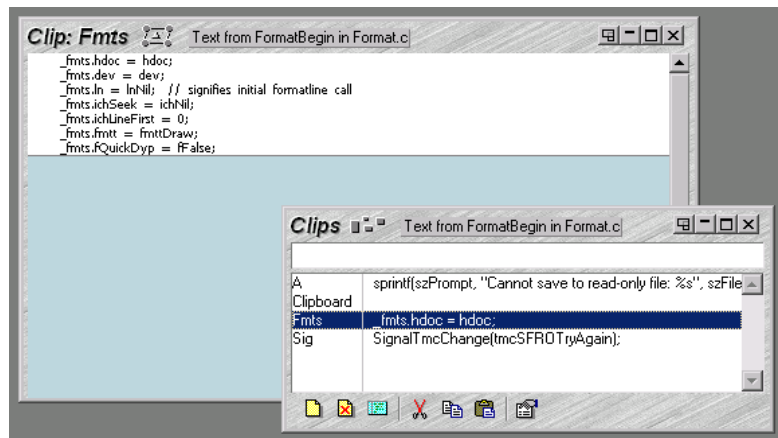 Clip: Fmts Text from FormatBegin in Format.c
_fmts.hdoc = hdoc;
_fmts.dev = dev;
_fmts.ln = lnNil; // signifies initial formatline call
_fmts.ichSeek = ichNil;
_fmts.ichLineFirst = 0;
_fmts.fmtt = fmttDraw;
_fmts.fQuickDyp = fFalse;
Clips Text from FormatBegin in Format.c
A sprintf(szPrompt, "Cannot save to read-only file: %s", szFile
Clipboard
Fmts _fmts.hdoc = hdoc;
Sig SignalTmcChange(tmcSFROTryAgain);